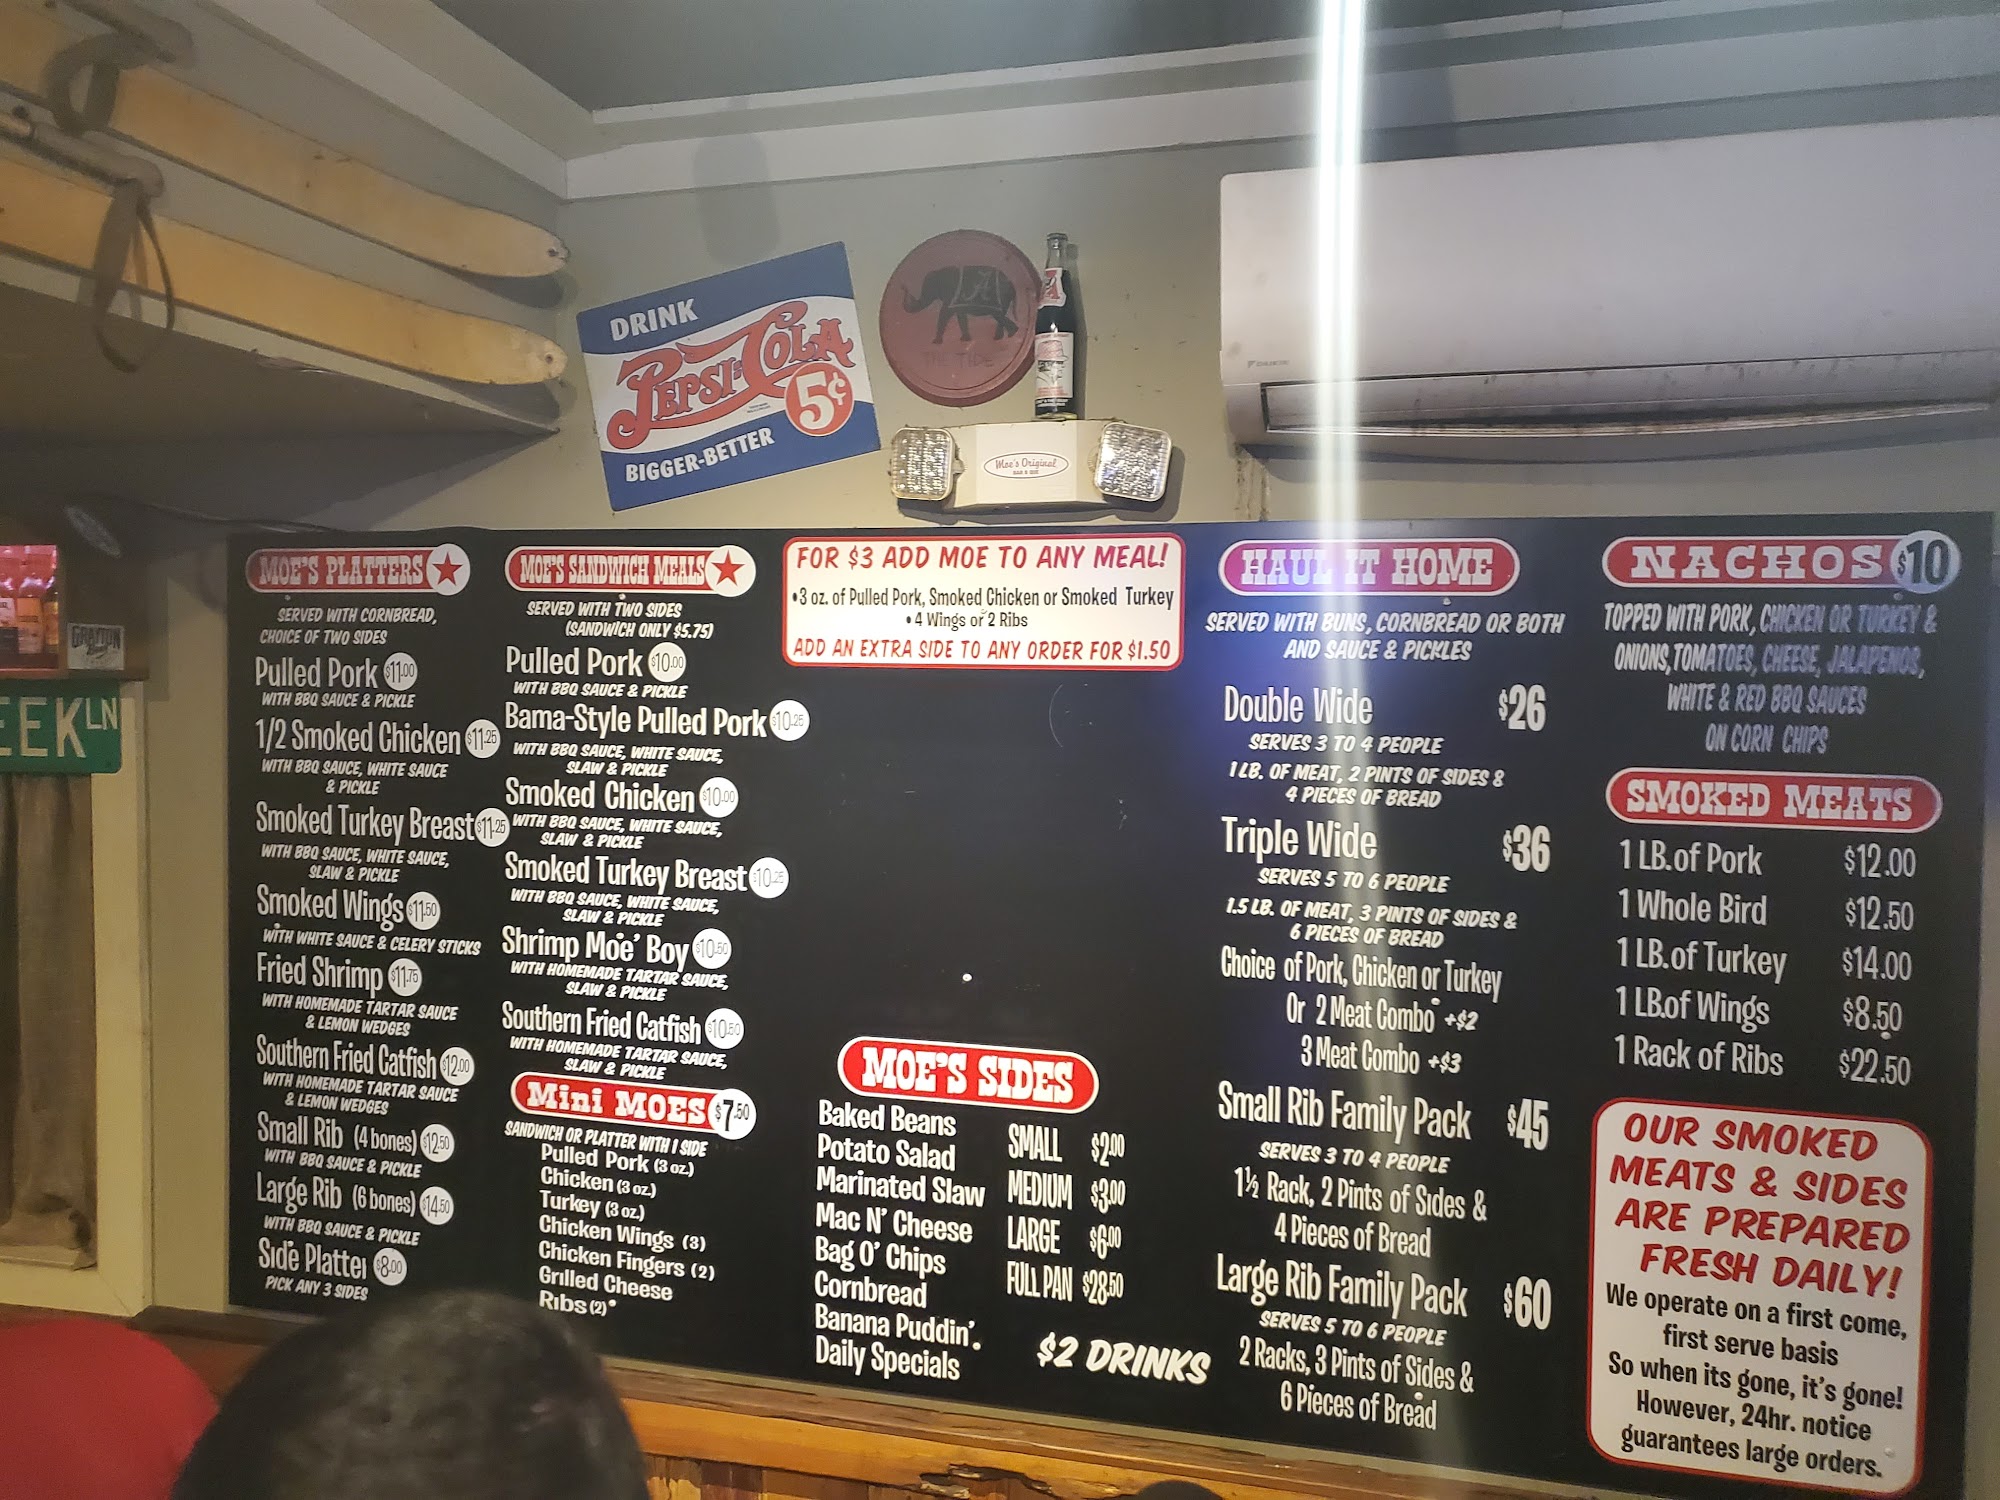 DRINK
PEPSI-COLA
5¢
BIGGER-BETTER
A
THE TIDE
A
Moe's Original
BAR B QUE
DAIKIN
GRAYTON
EEK LN
MOE'S PLATTERS
SERVED WITH CORNBREAD,
CHOICE OF TWO SIDES
Pulled Pork $11.00
WITH BBQ SAUCE & PICKLE
1/2 Smoked Chicken $11.25
WITH BBQ SAUCE, WHITE SAUCE
& PICKLE
Smoked Turkey Breast $11.25
WITH BBQ SAUCE, WHITE SAUCE,
SLAW & PICKLE
Smoked Wings $11.50
WITH WHITE SAUCE & CELERY STICKS
Fried Shrimp $11.75
WITH HOMEMADE TARTAR SAUCE
& LEMON WEDGES
Southern Fried Catfish $12.00
WITH HOMEMADE TARTAR SAUCE
& LEMON WEDGES
Small Rib (4 bones) $12.50
WITH BBQ SAUCE & PICKLE
Large Rib (6 bones) $14.50
WITH BBQ SAUCE & PICKLE
Side Platter $8.00
PICK ANY 3 SIDES
MOE'S SANDWICH MEALS
SERVED WITH TWO SIDES
(SANDWICH ONLY $5.75)
Pulled Pork $10.00
WITH BBQ SAUCE & PICKLE
Bama-Style Pulled Pork $10.25
WITH BBQ SAUCE, WHITE SAUCE,
SLAW & PICKLE
Smoked Chicken $10.00
WITH BBQ SAUCE, WHITE SAUCE,
SLAW & PICKLE
Smoked Turkey Breast $10.25
WITH BBQ SAUCE, WHITE SAUCE,
SLAW & PICKLE
Shrimp Moe' Boy $10.50
WITH HOMEMADE TARTAR SAUCE,
SLAW & PICKLE
Southern Fried Catfish $10.50
WITH HOMEMADE TARTAR SAUCE,
SLAW & PICKLE
Mini MOES $7.50
SANDWICH OR PLATTER WITH 1 SIDE
Pulled Pork (3 oz.)
Chicken (3 oz.)
Turkey (3 oz.)
Chicken Wings (3)
Chicken Fingers (2)
Grilled Cheese
Ribs (2)
FOR $3 ADD MOE TO ANY MEAL!
•3 oz. of Pulled Pork, Smoked Chicken or Smoked Turkey
•4 Wings or 2 Ribs
ADD AN EXTRA SIDE TO ANY ORDER FOR $1.50
MOE'S SIDES
Baked Beans
Potato Salad
Marinated Slaw
Mac N' Cheese
Bag O' Chips
Cornbread
Banana Puddin'
Daily Specials
SMALL $2.00
MEDIUM $3.00
LARGE $6.00
FULL PAN $28.50
$2 DRINKS
HAUL IT HOME
SERVED WITH BUNS, CORNBREAD OR BOTH
AND SAUCE & PICKLES
Double Wide $26
SERVES 3 TO 4 PEOPLE
1 LB. OF MEAT, 2 PINTS OF SIDES &
4 PIECES OF BREAD
Triple Wide $36
SERVES 5 TO 6 PEOPLE
1.5 LB. OF MEAT, 3 PINTS OF SIDES &
6 PIECES OF BREAD
Choice of Pork, Chicken or Turkey
Or 2 Meat Combo +$2
3 Meat Combo +$3
Small Rib Family Pack $45
SERVES 3 TO 4 PEOPLE
1½ Rack, 2 Pints of Sides &
4 Pieces of Bread
Large Rib Family Pack $60
SERVES 5 TO 6 PEOPLE
2 Racks, 3 Pints of Sides &
6 Pieces of Bread
NACHOS $10
TOPPED WITH PORK, CHICKEN OR TURKEY &
ONIONS, TOMATOES, CHEESE, JALAPENOS,
WHITE & RED BBQ SAUCES
ON CORN CHIPS
SMOKED MEATS
1 LB. of Pork $12.00
1 Whole Bird $12.50
1 LB. of Turkey $14.00
1 LB of Wings $8.50
1 Rack of Ribs $22.50
OUR SMOKED
MEATS & SIDES
ARE PREPARED
FRESH DAILY!
We operate on a first come,
first serve basis
So when its gone, it's gone!
However, 24hr. notice
guarantees large orders.